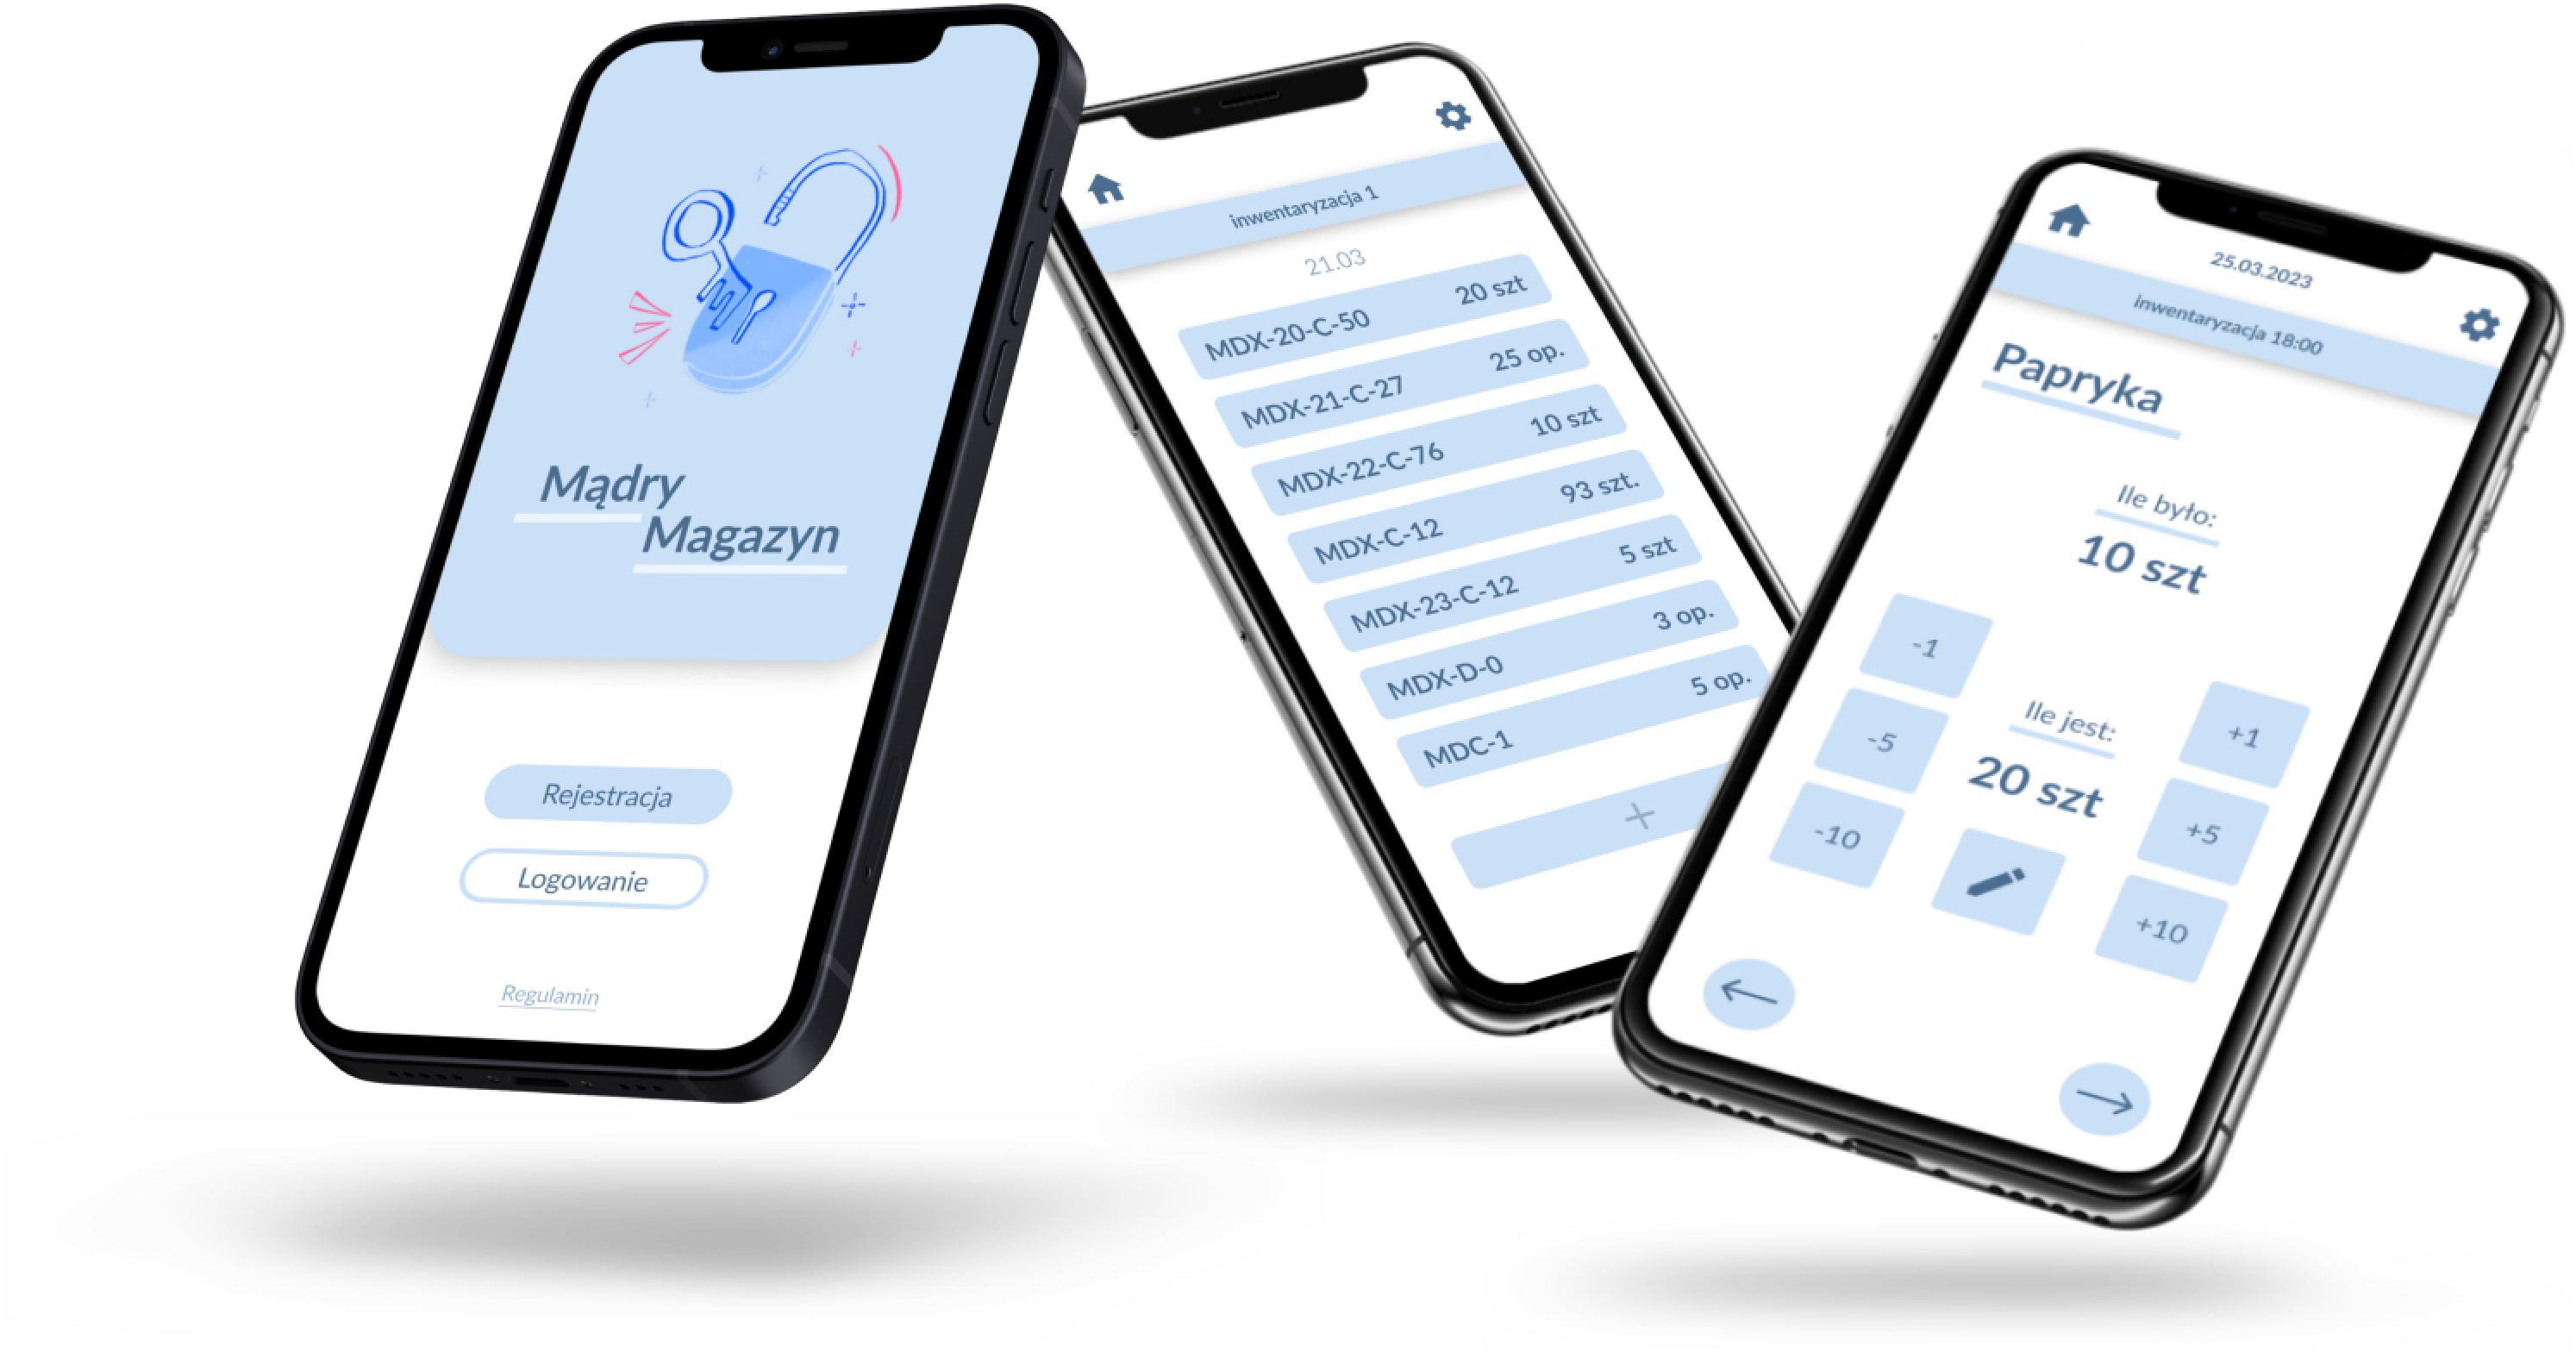 Mądry
Magazyn
Rejestracja
Logowanie
Regulamin
inwentaryzacja 1
21.03
MDX-20-C-50 20 szt
MDX-21-C-27 25 op.
MDX-22-C-76 10 szt
MDX-C-12 93 szt.
MDX-23-C-12 5 szt
MDX-D-0 3 op.
MDC-1 5 op.
+
25.03.2023
inwentaryzacja 18:00
Papryka
Ile było:
10 szt
-1
Ile jest:
+1
-5
20 szt
+5
-10
+10